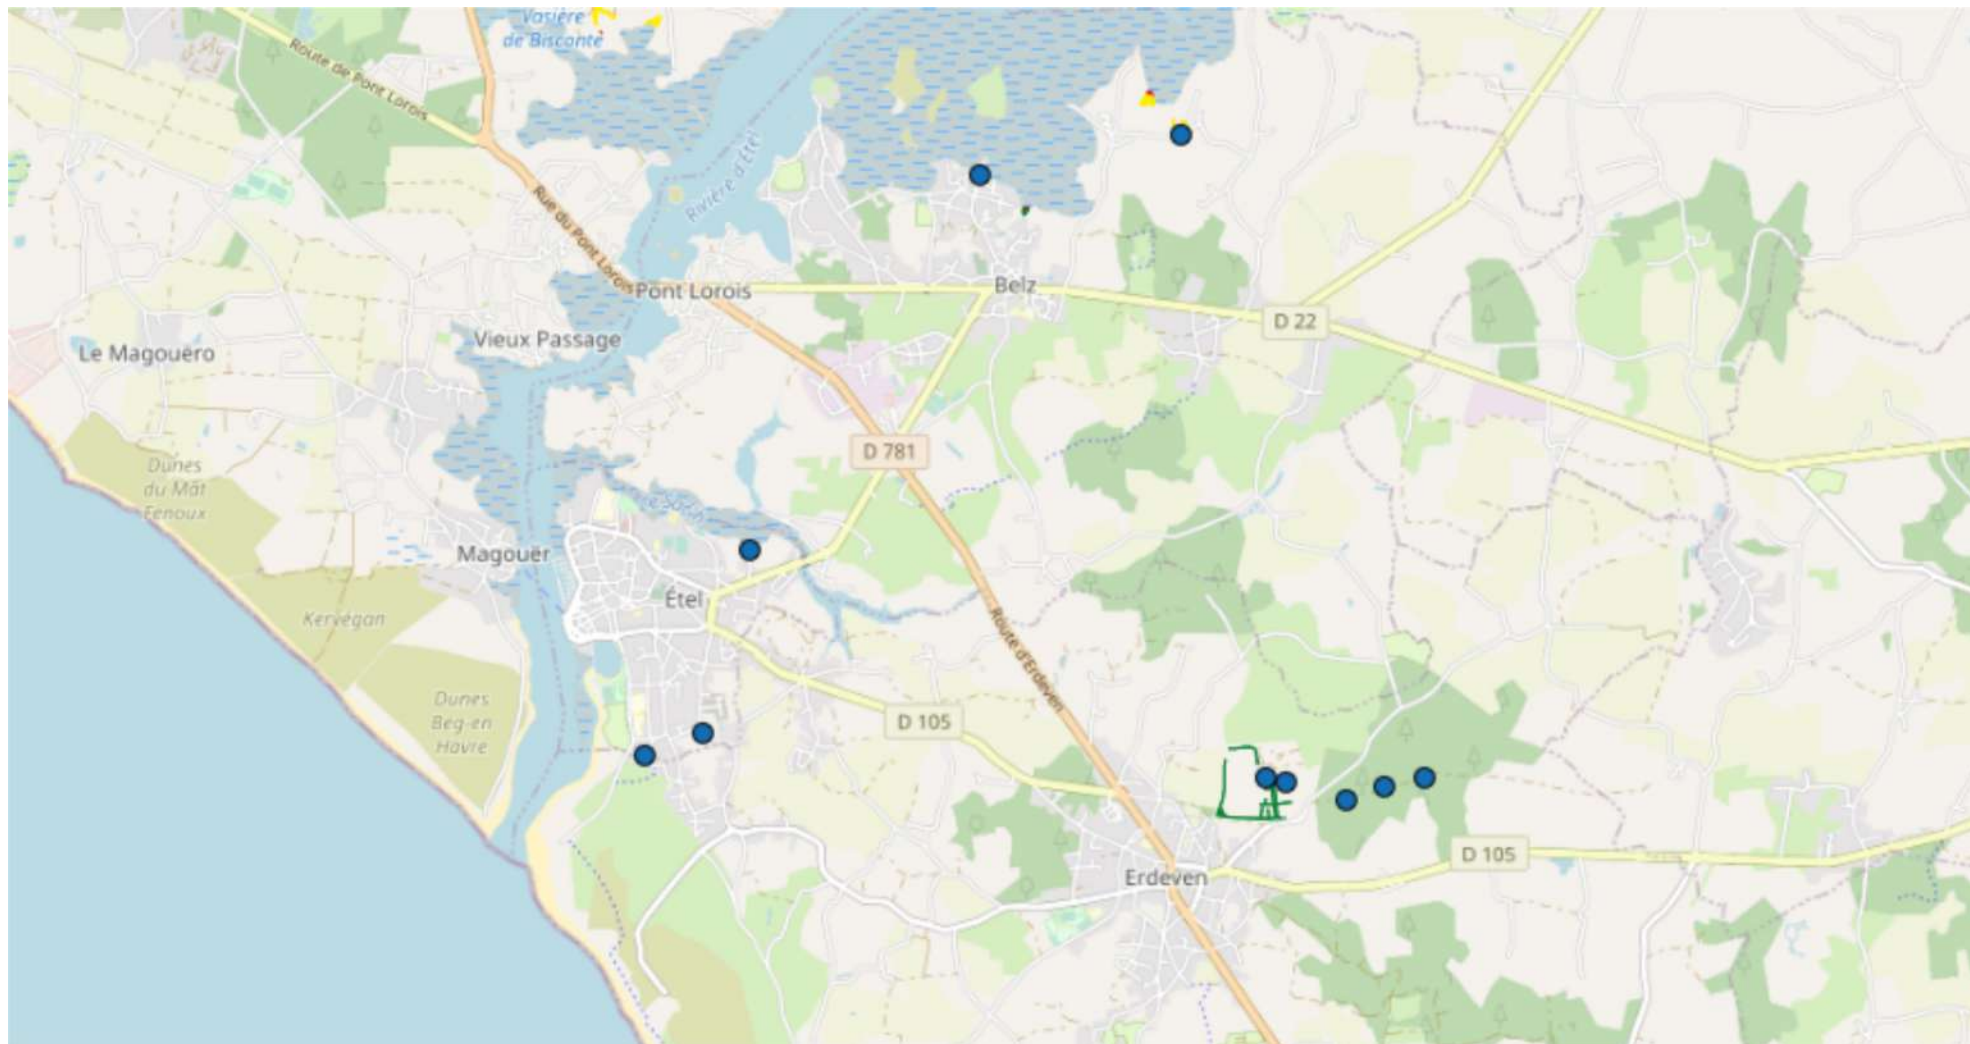 Vasière
de Bisconte
Route de Pont Lorois
Rivière d'Étel
Rue du Pont Lorois
Pont Lorois
Belz
D 22
Vieux Passage
Le Magouëro
D 781
Dunes
du Mât
Fenoux
Magouër
Étel
Kervégan
Route d'Erdeven
Dunes
Beg-en
Havre
D 105
D 105
Erdeven